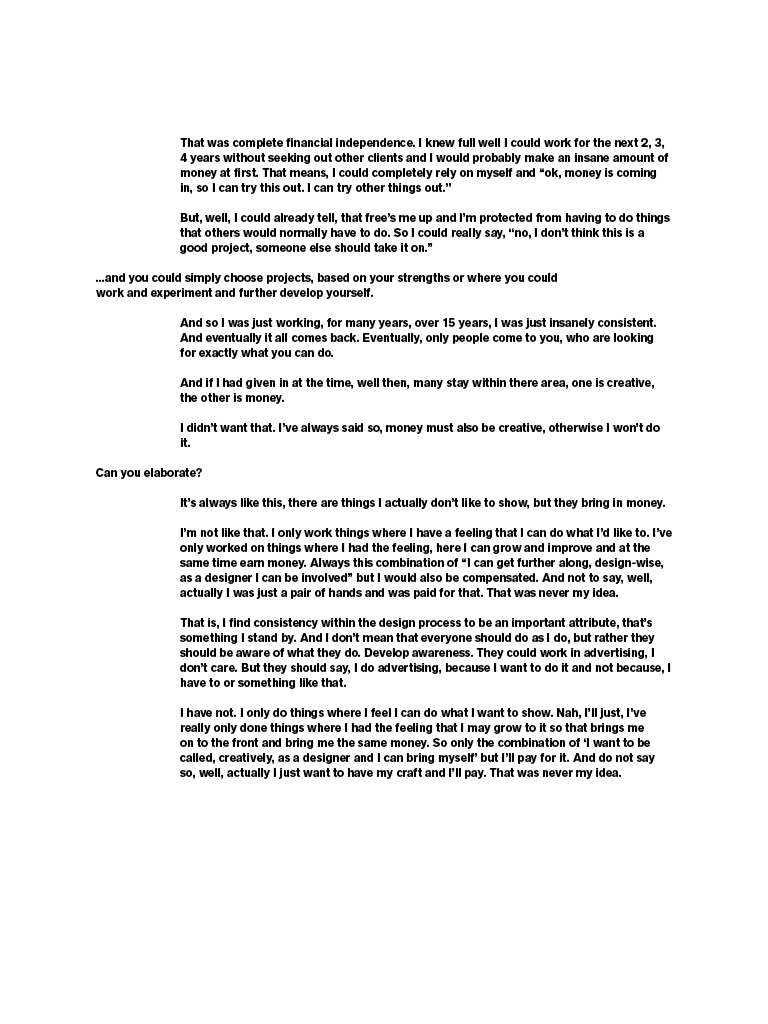 That was complete financial independence. I knew full well I could work for the next 2, 3,
4 years without seeking out other clients and I would probably make an insane amount of
money at first. That means, I could completely rely on myself and “ok, money is coming
in, so I can try this out. I can try other things out.”
But, well, I could already tell, that free’s me up and I’m protected from having to do things
that others would normally have to do. So I could really say, “no, I don’t think this is a
good project, someone else should take it on.”
...and you could simply choose projects, based on your strengths or where you could
work and experiment and further develop yourself.
And so I was just working, for many years, over 15 years, I was just insanely consistent.
And eventually it all comes back. Eventually, only people come to you, who are looking
for exactly what you can do.
And if I had given in at the time, well then, many stay within there area, one is creative,
the other is money.
I didn’t want that. I’ve always said so, money must also be creative, otherwise I won’t do
it.
Can you elaborate?
It’s always like this, there are things I actually don’t like to show, but they bring in money.
I’m not like that. I only work things where I have a feeling that I can do what I’d like to. I’ve
only worked on things where I had the feeling, here I can grow and improve and at the
same time earn money. Always this combination of “I can get further along, design-wise,
as a designer I can be involved” but I would also be compensated. And not to say, well,
actually I was just a pair of hands and was paid for that. That was never my idea.
That is, I find consistency within the design process to be an important attribute, that’s
something I stand by. And I don’t mean that everyone should do as I do, but rather they
should be aware of what they do. Develop awareness. They could work in advertising, I
don’t care. But they should say, I do advertising, because I want to do it and not because, I
have to or something like that.
I have not. I only do things where I feel I can do what I want to show. Nah, I’ll just, I’ve
really only done things where I had the feeling that I may grow to it so that brings me
on to the front and bring me the same money. So only the combination of ‘I want to be
called, creatively, as a designer and I can bring myself’ but I’ll pay for it. And do not say
so, well, actually I just want to have my craft and I’ll pay. That was never my idea.